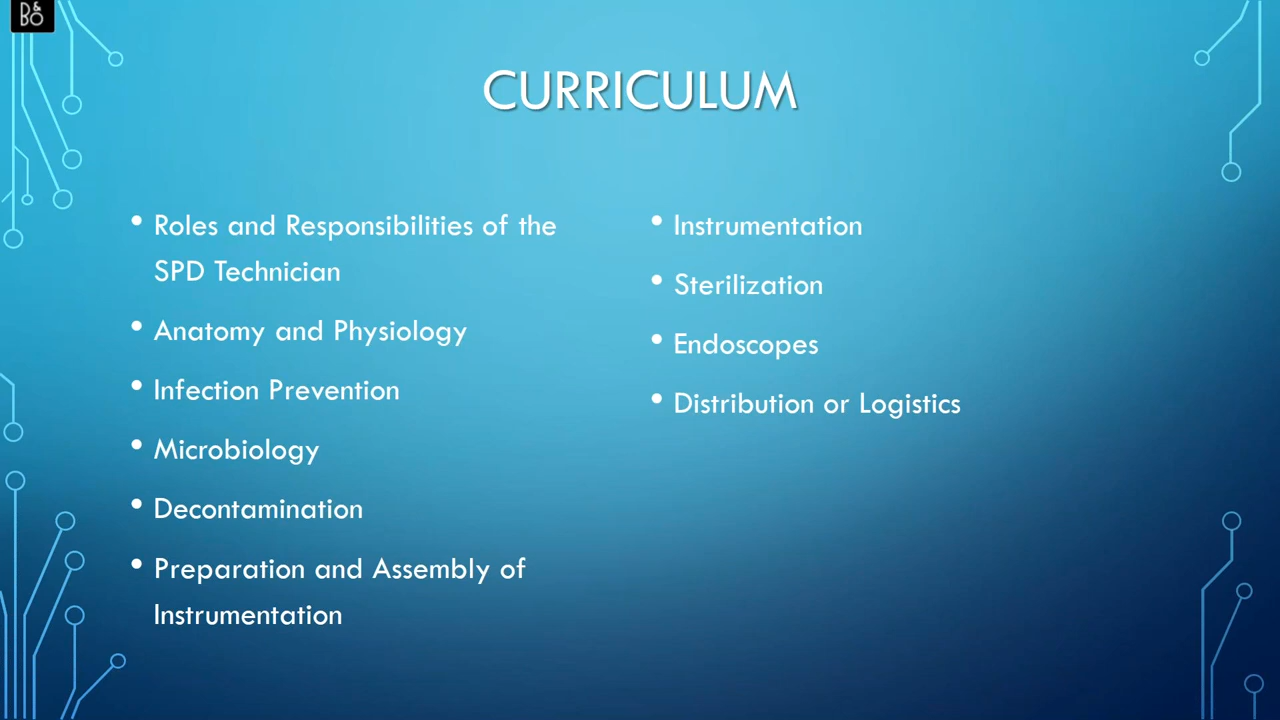 B&O
CURRICULUM
• Roles and Responsibilities of the
SPD Technician
• Anatomy and Physiology
• Infection Prevention
• Microbiology
• Decontamination
• Preparation and Assembly of
Instrumentation
• Instrumentation
• Sterilization
• Endoscopes
• Distribution or Logistics